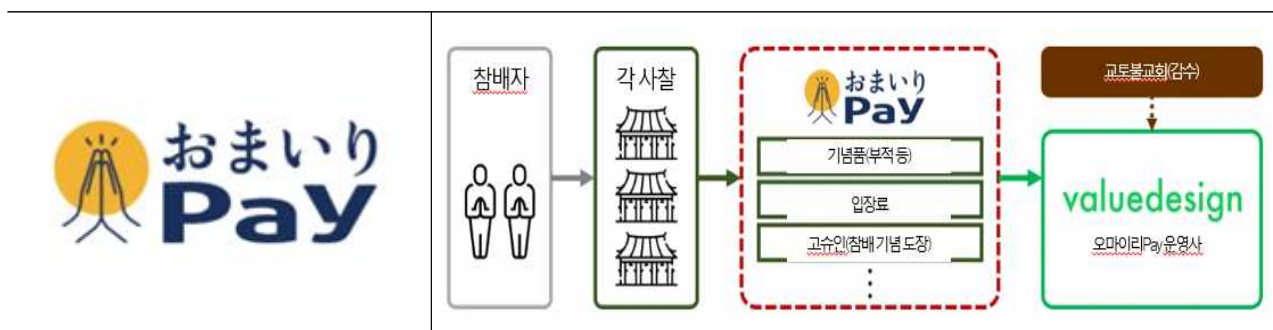 おまいり
Pay
참배자
각 사찰
おまいり
Pay
기념품(부적 등)
입장료
고슈인(참배 기념 도장)
교토불교회(감수)
valuedesign
오마이리Pay 운영사